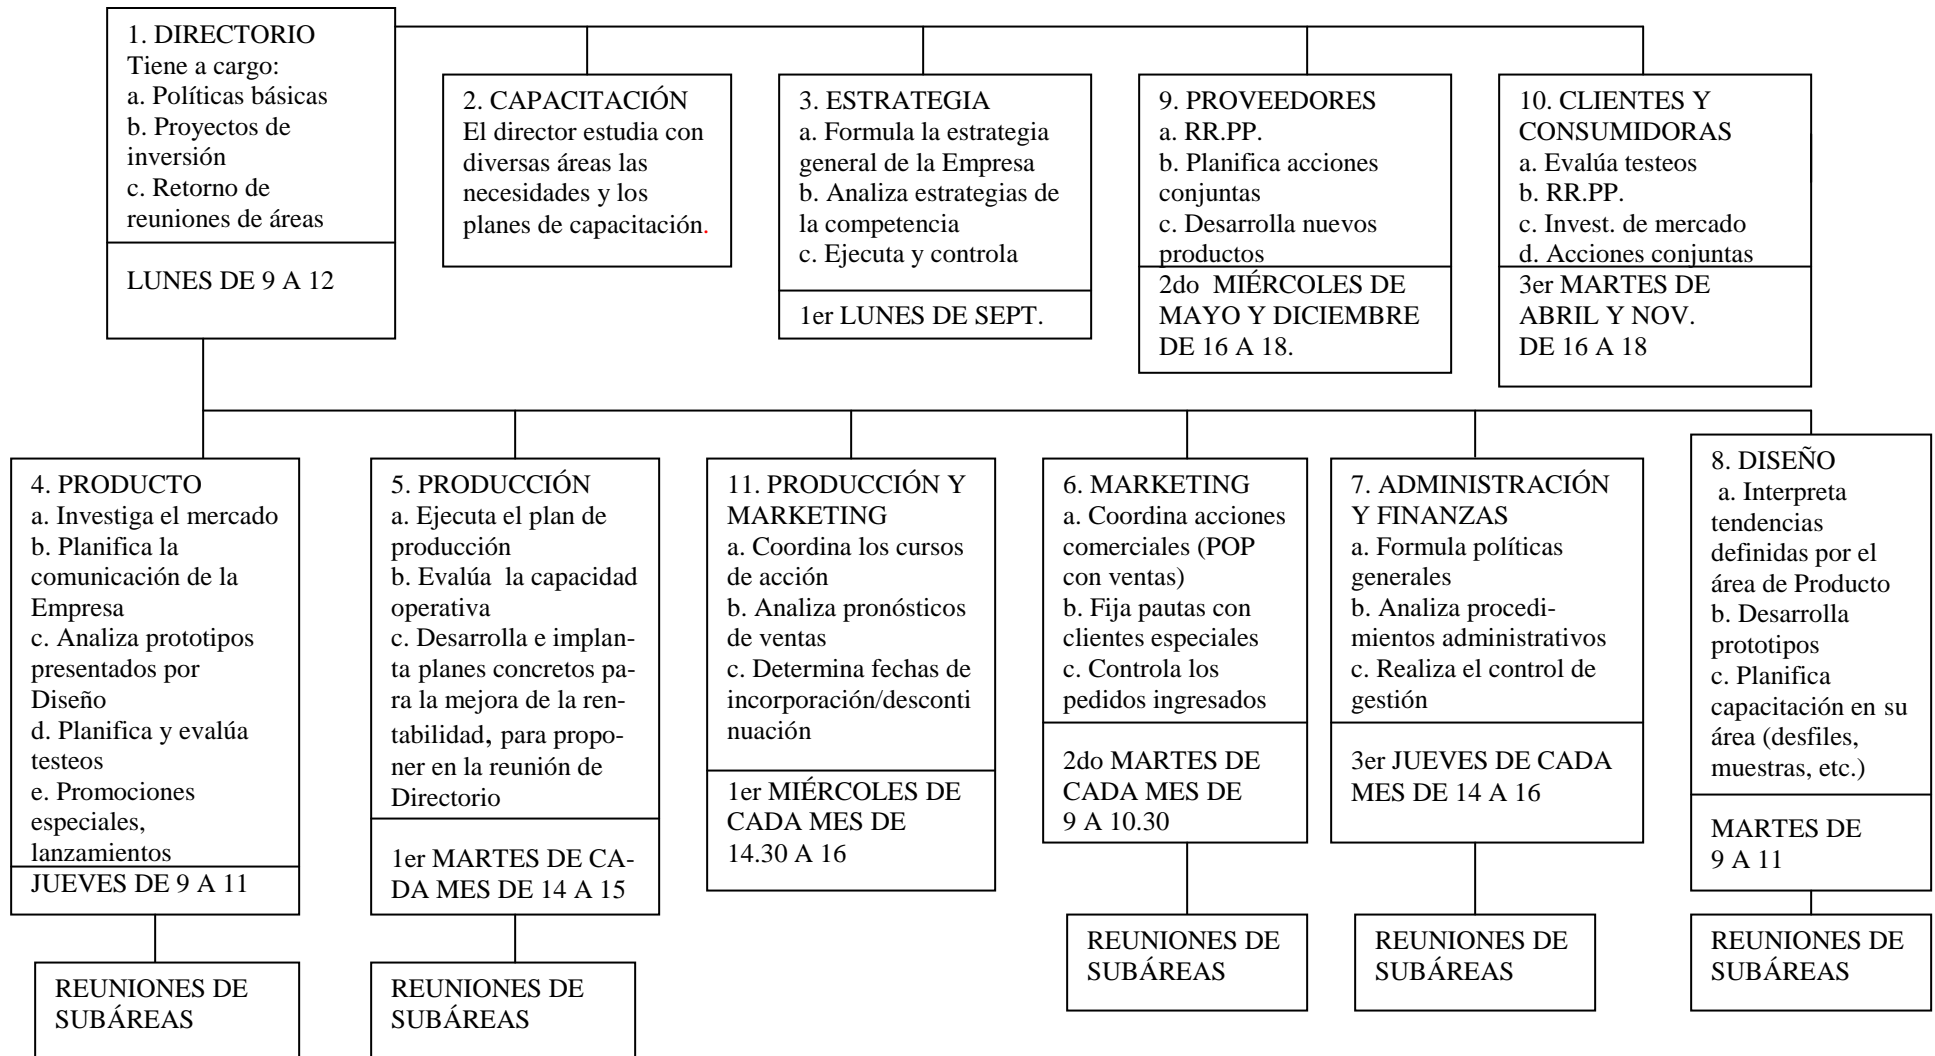 1. DIRECTORIO
Tiene a cargo:
a. Políticas básicas
b. Proyectos de
inversión
c. Retorno de
reuniones de áreas
LUNES DE 9 A 12
2. CAPACITACIÓN
El director estudia con
diversas áreas las
necesidades y los
planes de capacitación.
3. ESTRATEGIA
a. Formula la estrategia
general de la Empresa
b. Analiza estrategias de
la competencia
c. Ejecuta y controla
1er LUNES DE SEPT.
9. PROVEEDORES
a. RR.PP.
b. Planifica acciones
conjuntas
c. Desarrolla nuevos
productos
2do MIÉRCOLES DE
MAYO Y DICIEMBRE
DE 16 A 18.
10. CLIENTES Y
CONSUMIDORAS
a. Evalúa testeos
b. RR.PP.
c. Invest. de mercado
d. Acciones conjuntas
3er MARTES DE
ABRIL Y NOV.
DE 16 A 18
4. PRODUCTO
a. Investiga el mercado
b. Planifica la
comunicación de la
Empresa
c. Analiza prototipos
presentados por
Diseño
d. Planifica y evalúa
testeos
e. Promociones
especiales,
lanzamientos
JUEVES DE 9 A 11
REUNIONES DE
SUBÁREAS
5. PRODUCCIÓN
a. Ejecuta el plan de
producción
b. Evalúa la capacidad
operativa
c. Desarrolla e implan-
ta planes concretos pa-
ra la mejora de la ren-
tabilidad, para propo-
ner en la reunión de
Directorio
1er MARTES DE CA-
DA MES DE 14 A 15
REUNIONES DE
SUBÁREAS
11. PRODUCCIÓN Y
MARKETING
a. Coordina los cursos
de acción
b. Analiza pronósticos
de ventas
c. Determina fechas de
incorporación/desconti
nuación
1er MIÉRCOLES DE
CADA MES DE
14.30 A 16
6. MARKETING
a. Coordina acciones
comerciales (POP
con ventas)
b. Fija pautas con
clientes especiales
c. Controla los
pedidos ingresados
2do MARTES DE
CADA MES DE
9 A 10.30
REUNIONES DE
SUBÁREAS
7. ADMINISTRACIÓN
Y FINANZAS
a. Formula políticas
generales
b. Analiza procedi-
mientos administrativos
c. Realiza el control de
gestión
3er JUEVES DE CADA
MES DE 14 A 16
REUNIONES DE
SUBÁREAS
8. DISEÑO
a. Interpreta
tendencias
definidas por el
área de Producto
b. Desarrolla
prototipos
c. Planifica
capacitación en su
área (desfiles,
muestras, etc.)
MARTES DE
9 A 11
REUNIONES DE
SUBÁREAS